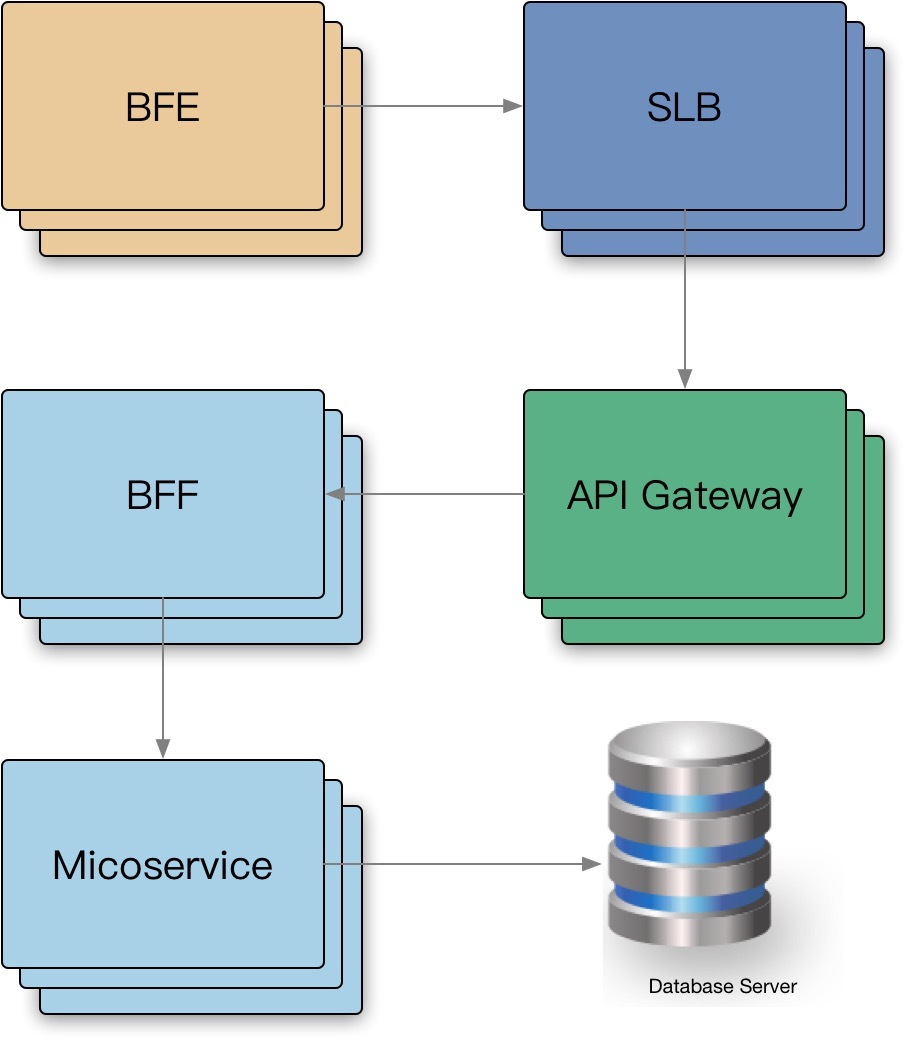 BFE
SLB
BFF
API Gateway
Micoservice
Database Server